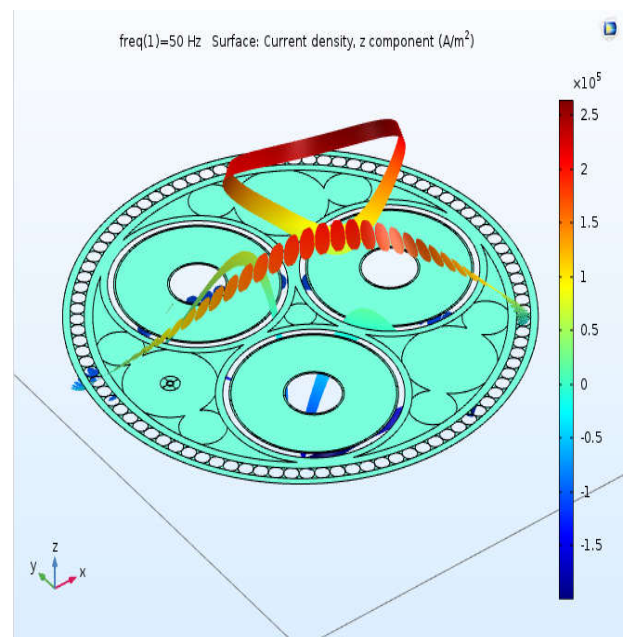 freq(1)=50 Hz Surface: Current density, z component (A/m²)
×10⁵
2.5
2
1.5
1
0.5
0
-0.5
-1
-1.5
z
y
x